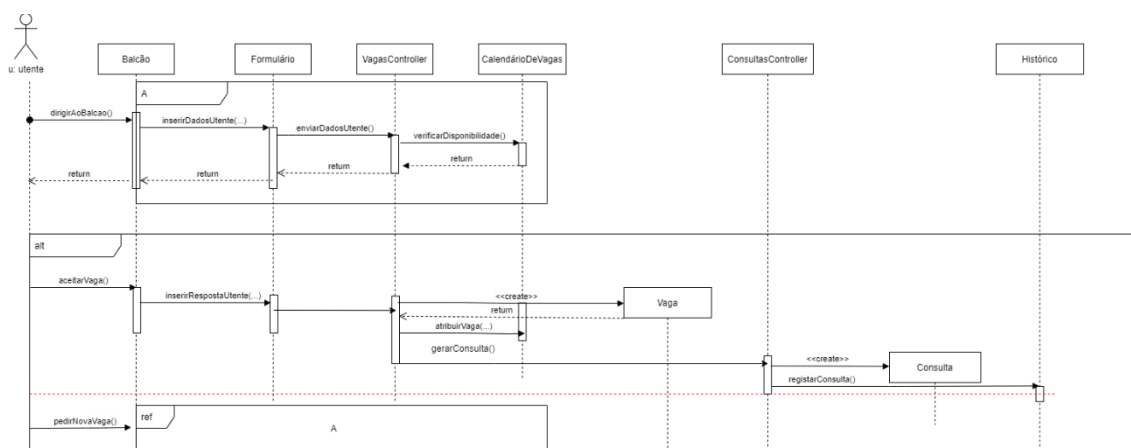 u: utente
Balcão
Formulário
VagasController
CalendárioDeVagas
ConsultasController
Histórico
A
dirigirAoBalcao()
inserirDadosUtente(...)
enviarDadosUtente()
verificarDisponibilidade()
return
return
return
return
alt
aceitarVaga()
inserirRespostaUtente(...)
<<create>>
Vaga
return
atribuirVaga(...)
gerarConsulta()
<<create>>
Consulta
registarConsulta()
pedirNovaVaga()
ref
A